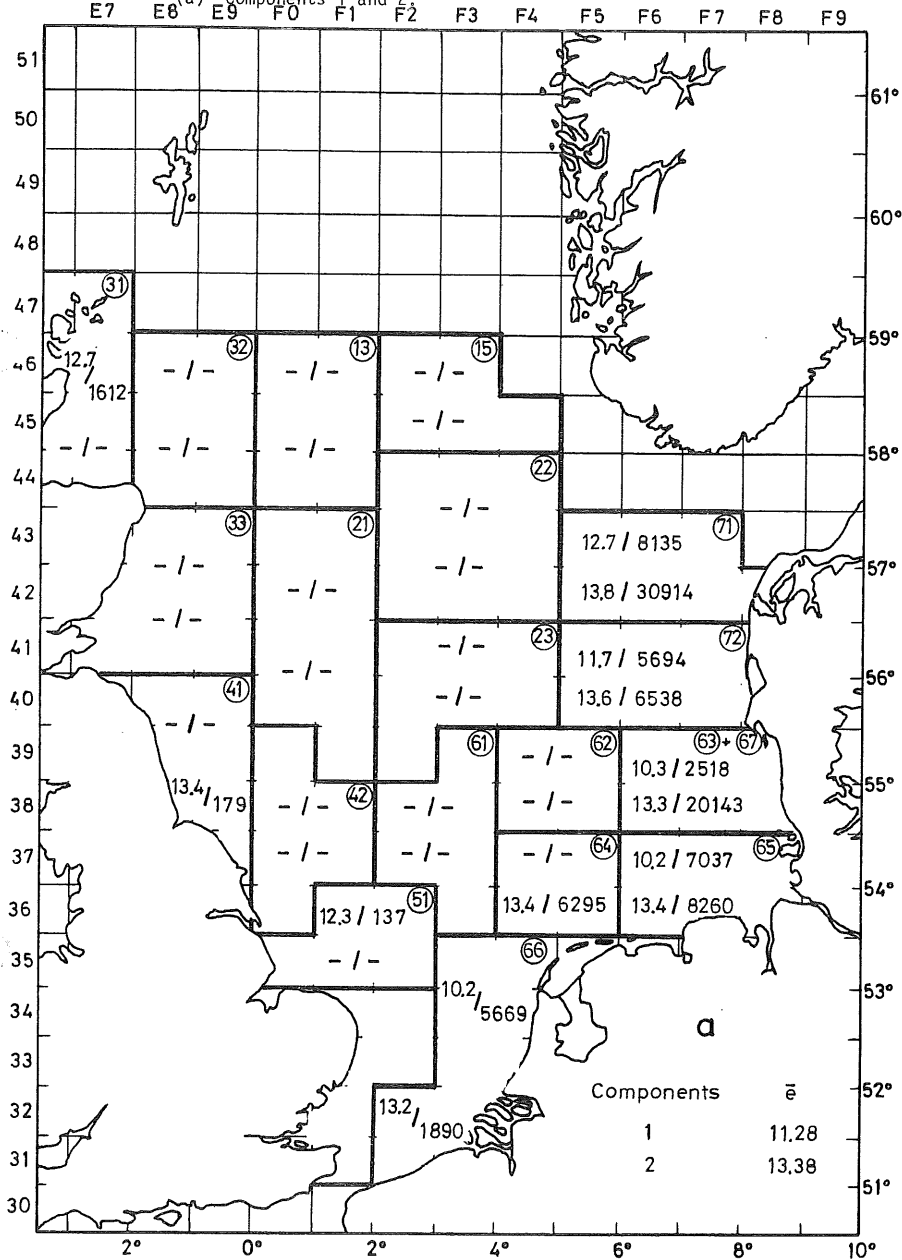 (a) Components 1 and 2,
E7 E8 E9 F0 F1 F2 F3 F4 F5 F6 F7 F8 F9
51
50
61°
49
60°
48
47
31
59°
46
12.7 / 1612
32
- / -
13
- / -
15
- / -
45
- / -
- / -
- / -
- / -
58°
44
22
43
33
21
- / -
71
12.7 / 8135
- / -
- / -
- / -
57°
42
- / -
13.8 / 30914
41
- / -
23
72
11.7 / 5694
56°
40
41
- / -
- / -
- / -
13.6 / 6538
39
61
- / -
62
63+67
10.3 / 2518
55°
38
13.4 / 179
- / -
42
- / -
- / -
13.3 / 20143
37
- / -
- / -
- / -
64
10.2 / 7037
65
54°
36
12.3 / 137
51
13.4 / 6295
13.4 / 8260
35
- / -
66
53°
34
10.2 / 5669
a
33
52°
Components ē
32
13.2 / 1890
1 11.28
31
2 13.38
51°
30
2° 0° 2° 4° 6° 8° 10°